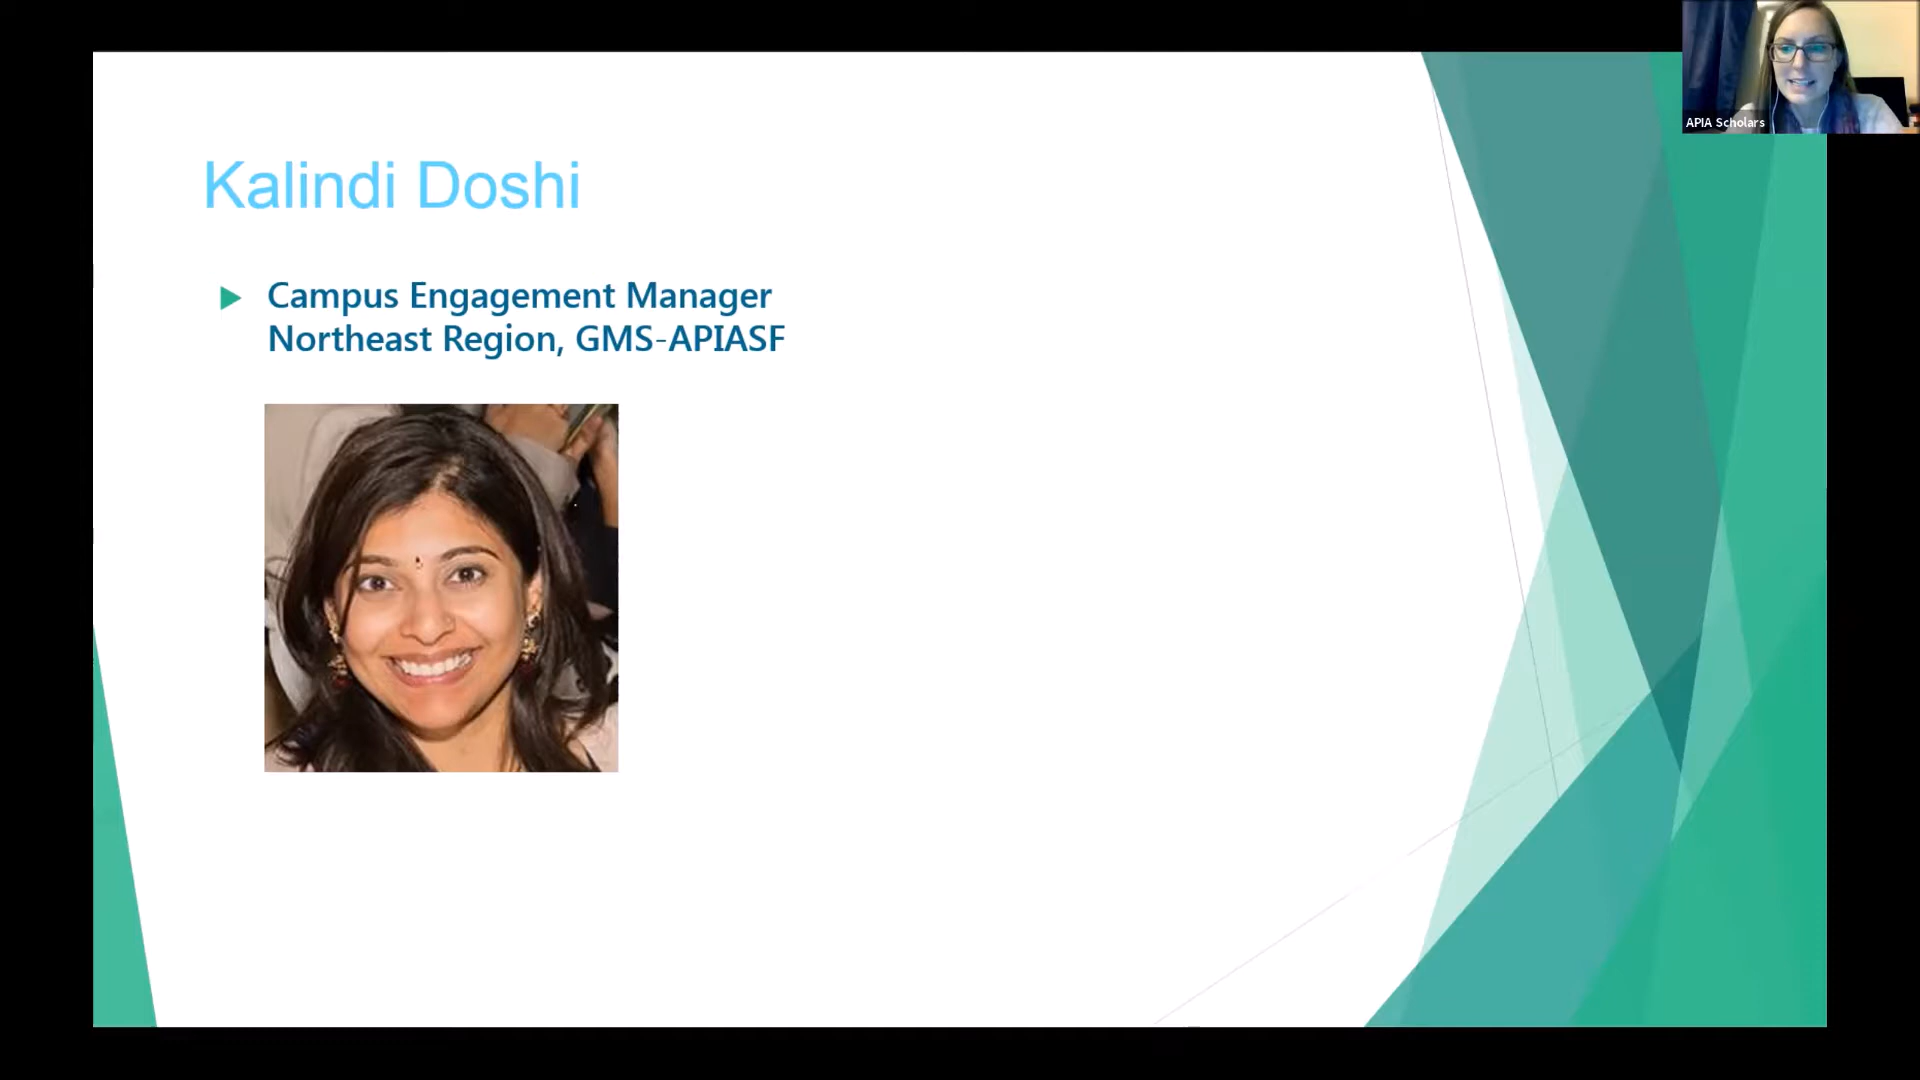 APIA Scholars
Kalindi Doshi
Campus Engagement Manager
Northeast Region, GMS-APIASF